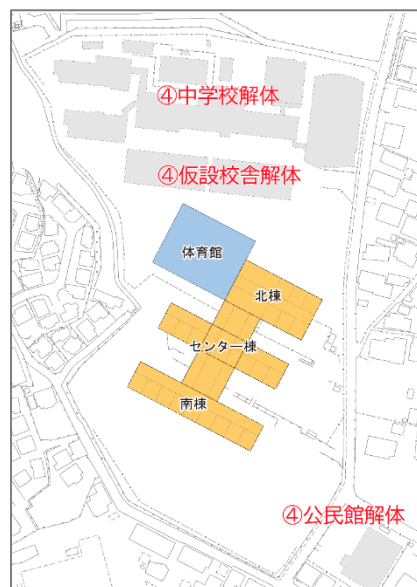 ④中学校解体
④仮設校舎解体
体育館
北棟
センター棟
南棟
④公民館解体